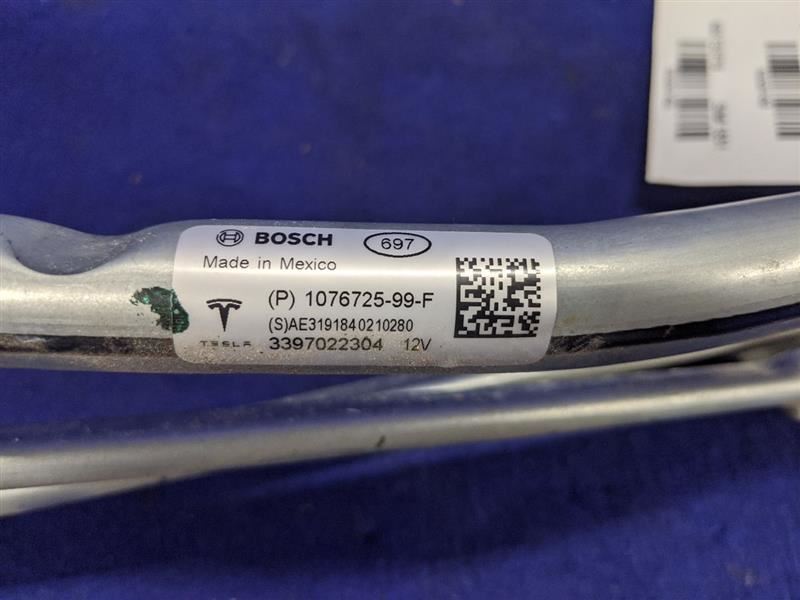 BOSCH 697
Made in Mexico
(P) 1076725-99-F
(S)AE3191840210280
TESLA 3397022304 12V